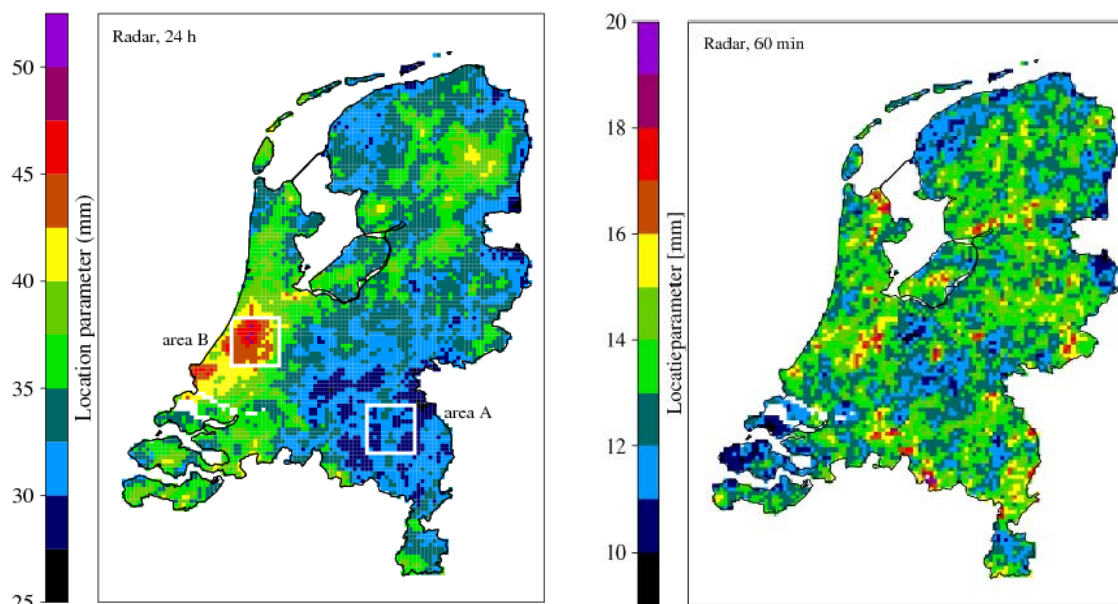 Radar, 24 h
50
45
40
35
30
25
Location parameter (mm)
area B
area A
Radar, 60 min
20
18
16
14
12
10
Locatieparameter [mm]